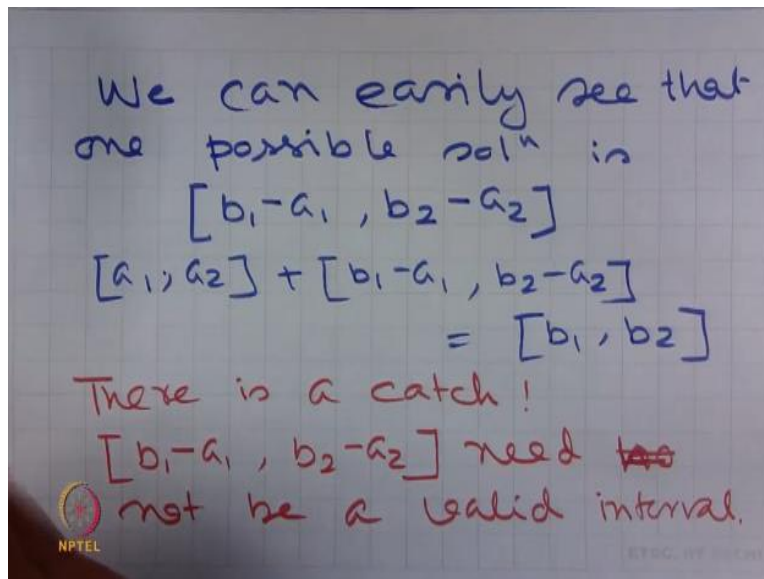 We can easily see that
one possible solⁿ is
[b₁-a₁, b₂-a₂]
[a₁, a₂] + [b₁-a₁, b₂-a₂]
= [b₁, b₂]
There is a catch!
[b₁-a₁, b₂-a₂] need
not be a valid interval.
NPTEL